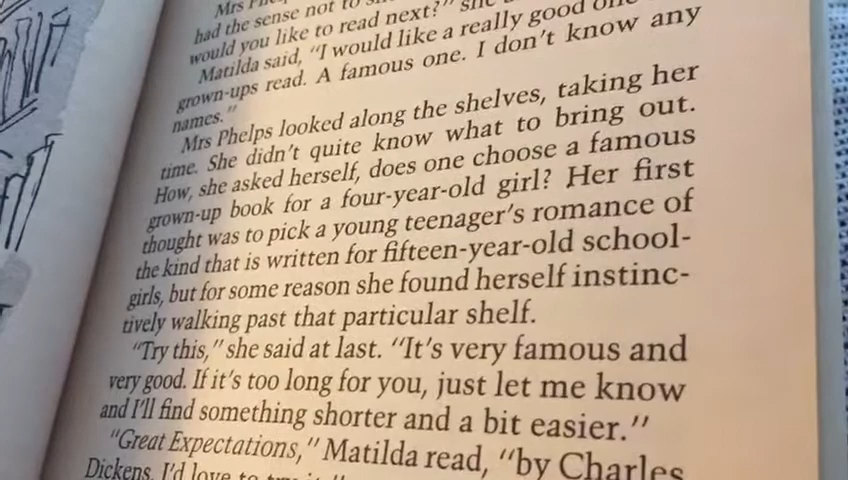 Mrs
had the sense not to
would you like to read next?" she
Matilda said, "I would like a really good one
grown-ups read. A famous one. I don't know any
names."
Mrs Phelps looked along the shelves, taking her
time. She didn't quite know what to bring out.
How, she asked herself, does one choose a famous
grown-up book for a four-year-old girl? Her first
thought was to pick a young teenager's romance of
the kind that is written for fifteen-year-old school-
girls, but for some reason she found herself instinc-
tively walking past that particular shelf.
"Try this," she said at last. "It's very famous and
very good. If it's too long for you, just let me know
and I'll find something shorter and a bit easier."
"Great Expectations," Matilda read, "by Charles
Dickens. I'd love to